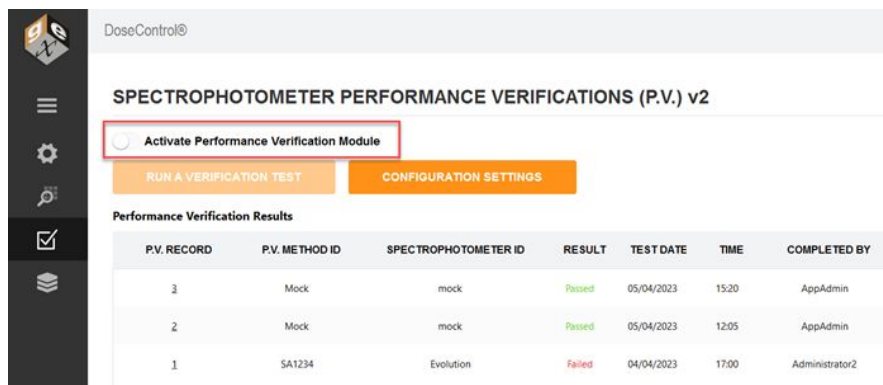 gex
DoseControl®
SPECTROPHOTOMETER PERFORMANCE VERIFICATIONS (P.V.) v2
Activate Performance Verification Module
RUN A VERIFICATION TEST CONFIGURATION SETTINGS
Performance Verification Results
P.V. RECORD P.V. METHOD ID SPECTROPHOTOMETER ID RESULT TEST DATE TIME COMPLETED BY
3 Mock mock Passed 05/04/2023 15:20 AppAdmin
2 Mock mock Passed 05/04/2023 12:05 AppAdmin
1 SA1234 Evolution Failed 04/04/2023 17:00 Administrator2